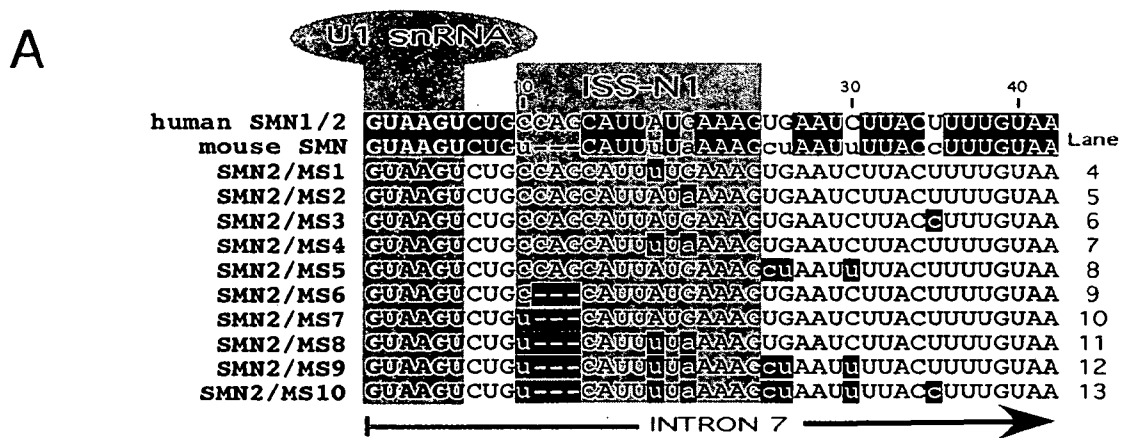 A
U1 snRNA
ISS-N1
10 30 40
human SMN1/2 GUAAGUCUGCCAGCAUUAUGAAAGUGAAUCUUACUUUUGUAA Lane
mouse SMN GUAAGUCUGu---CAUUuUaAAAGcuAAUuUUACcUUUGUAA
SMN2/MS1 GUAAGUCUGCCAGCAUUuUGAAAGUGAAUCUUACUUUUGUAA 4
SMN2/MS2 GUAAGUCUGCCAGCAUUAUaAAAGUGAAUCUUACUUUUGUAA 5
SMN2/MS3 GUAAGUCUGCCAGCAUUAUGAAAGUGAAUCUUACcUUUGUAA 6
SMN2/MS4 GUAAGUCUGCCAGCAUUuUaAAAGUGAAUCUUACUUUUGUAA 7
SMN2/MS5 GUAAGUCUGCCAGCAUUAUGAAAGcuAAUuUUACUUUUGUAA 8
SMN2/MS6 GUAAGUCUGC---CAUUAUGAAAGUGAAUCUUACUUUUGUAA 9
SMN2/MS7 GUAAGUCUGu---CAUUAUGAAAGUGAAUCUUACUUUUGUAA 10
SMN2/MS8 GUAAGUCUGu---CAUUuUaAAAGUGAAUCUUACUUUUGUAA 11
SMN2/MS9 GUAAGUCUGu---CAUUuUaAAAGcuAAUuUUACUUUUGUAA 12
SMN2/MS10 GUAAGUCUGu---CAUUuUaAAAGcuAAUuUUACcUUUGUAA 13
INTRON 7